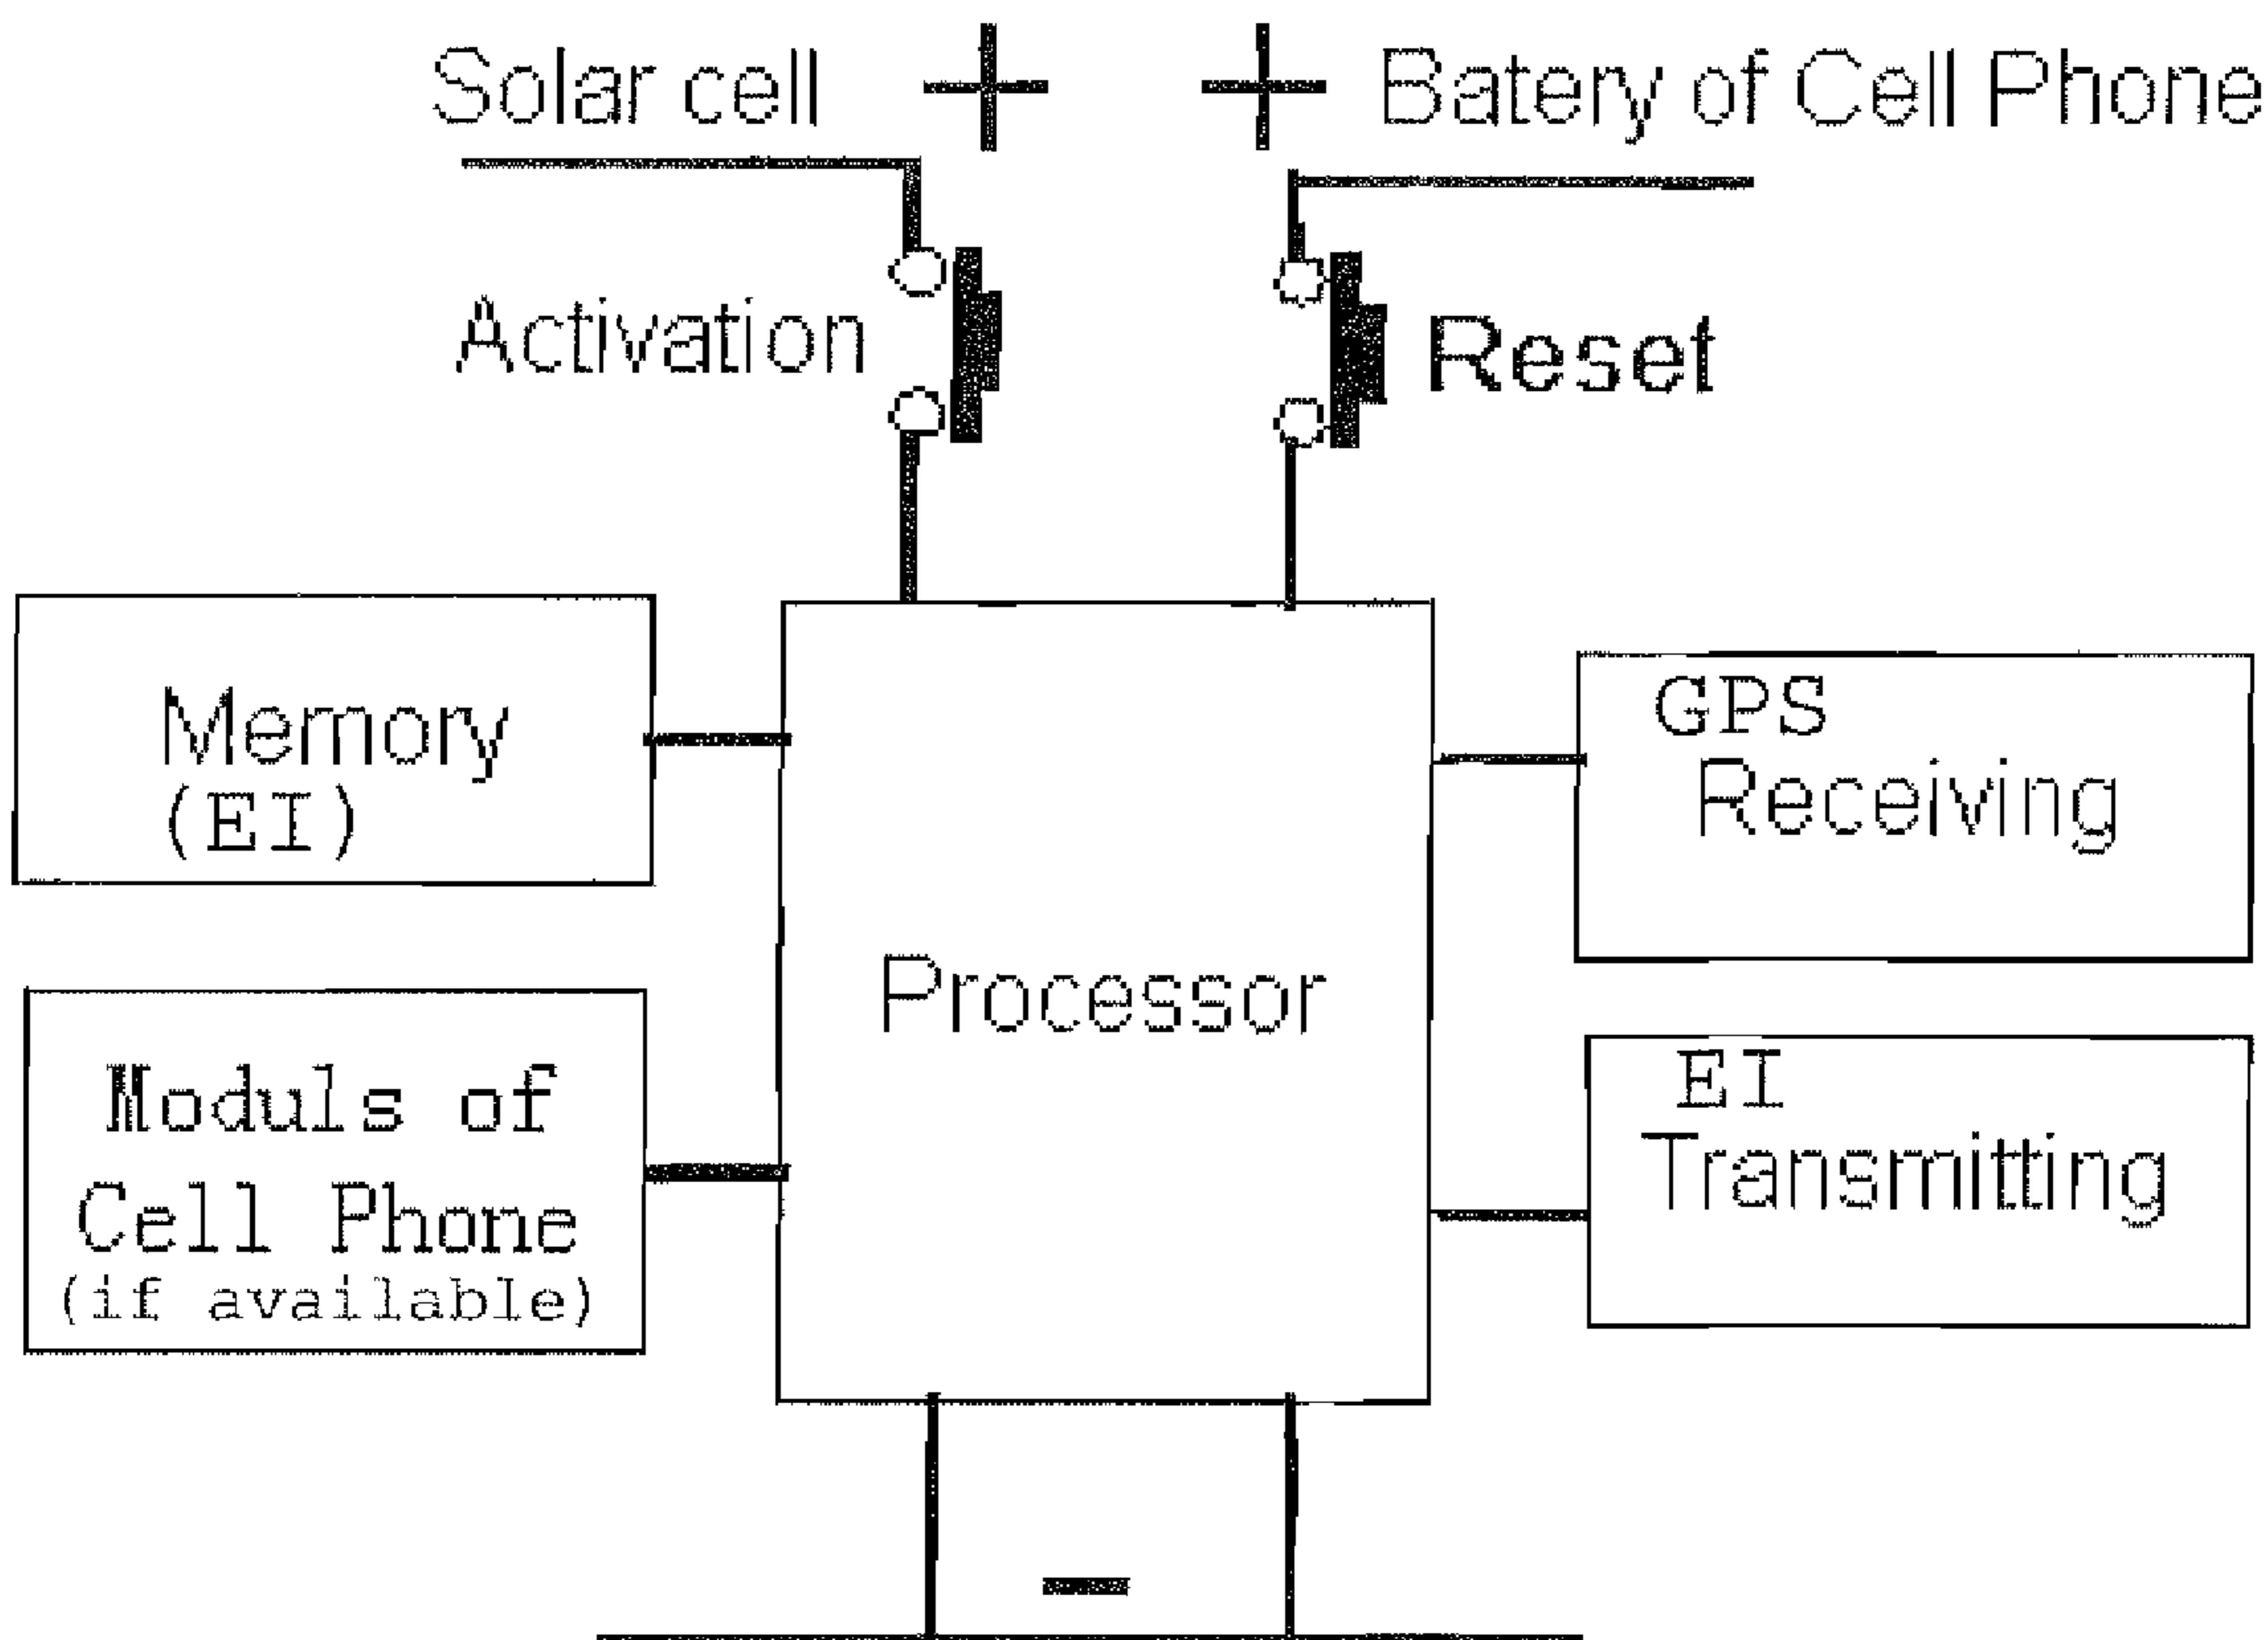 Solar cell + + Batery of Cell Phone
Activation
Reset
Memory
(EI)
GPS
Receiving
Processor
Moduls of
Cell Phone
(if available)
EI
Transmitting
-